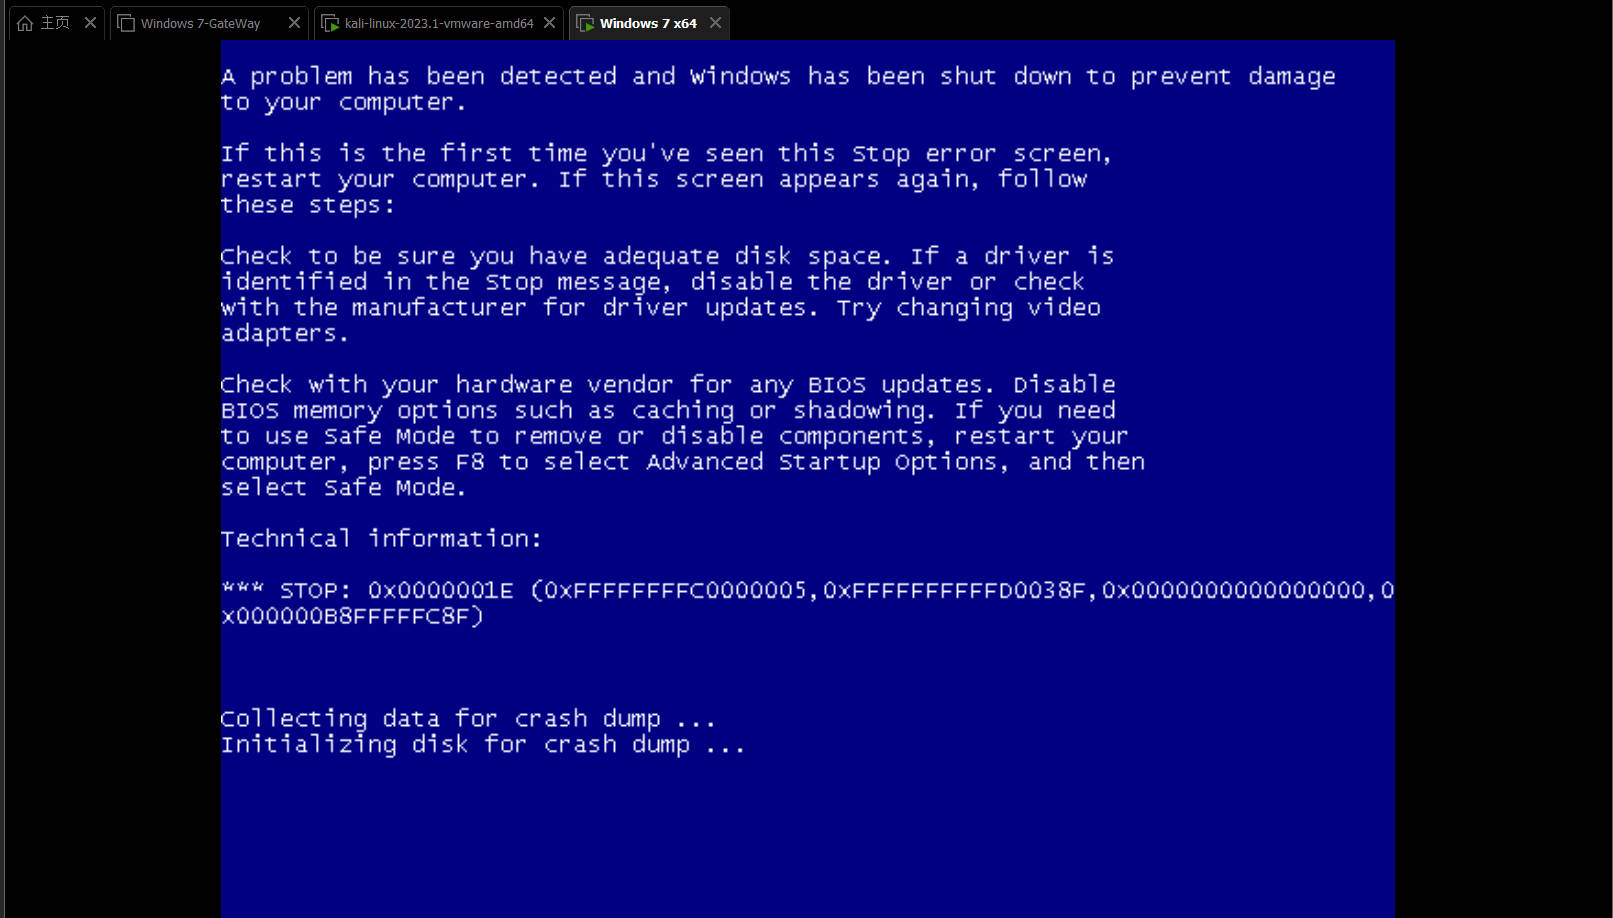 主页
Windows 7-GateWay
kali-linux-2023.1-vmware-amd64
Windows 7 x64
A problem has been detected and Windows has been shut down to prevent damage
to your computer.
If this is the first time you've seen this Stop error screen,
restart your computer. If this screen appears again, follow
these steps:
Check to be sure you have adequate disk space. If a driver is
identified in the Stop message, disable the driver or check
with the manufacturer for driver updates. Try changing video
adapters.
Check with your hardware vendor for any BIOS updates. Disable
BIOS memory options such as caching or shadowing. If you need
to use Safe Mode to remove or disable components, restart your
computer, press F8 to select Advanced Startup Options, and then
select Safe Mode.
Technical information:
*** STOP: 0x0000001E (0xFFFFFFFFC0000005,0xFFFFFFFFFFD0038F,0x0000000000000000,0
x000000B8FFFFFC8F)
Collecting data for crash dump ...
Initializing disk for crash dump ...